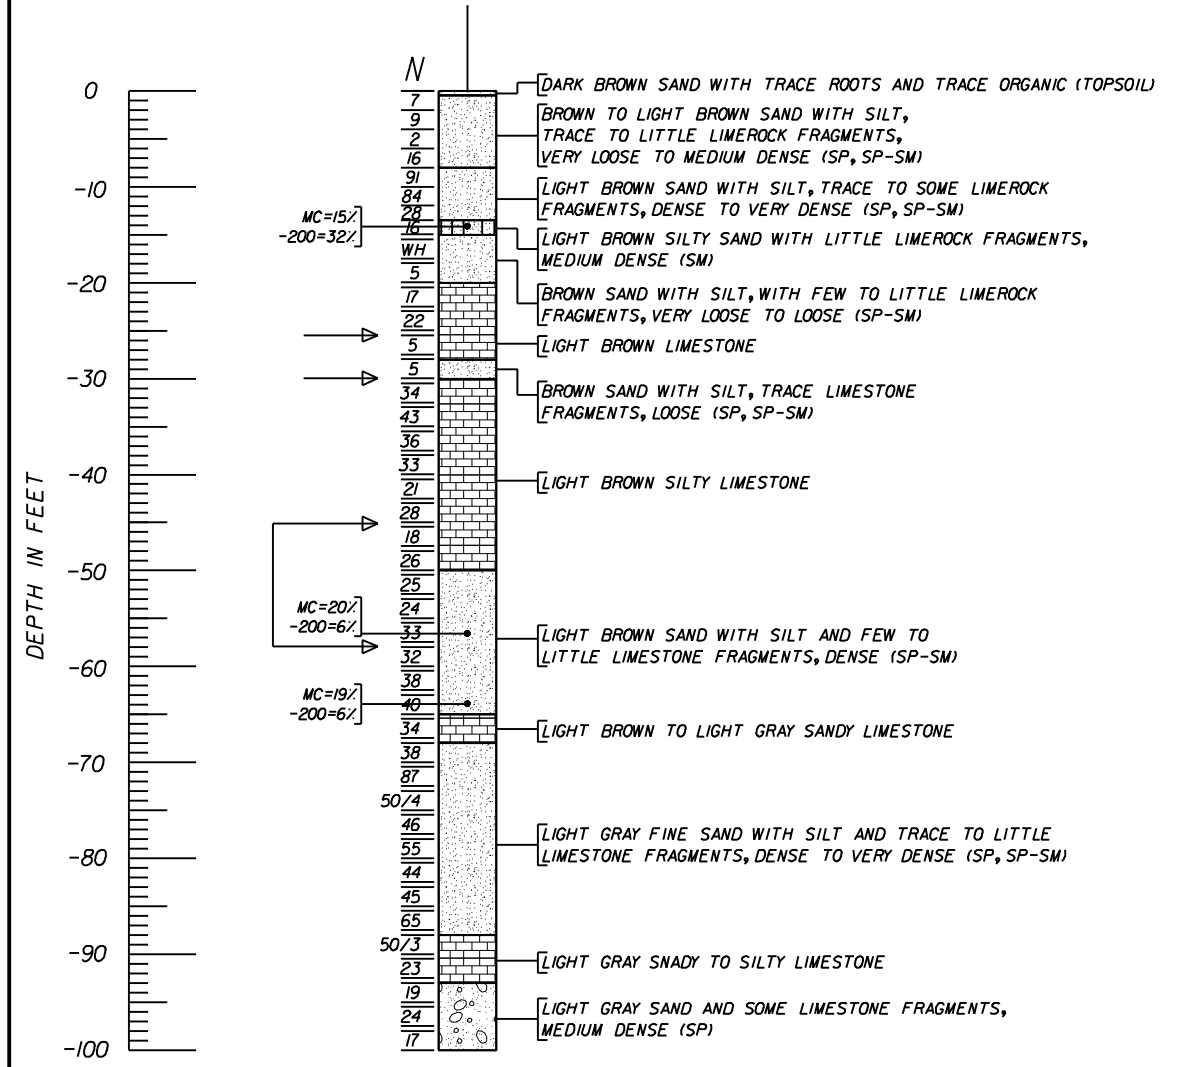 N
0
-10
-20
-30
-40
-50
-60
-70
-80
-90
-100
DEPTH IN FEET
7
9
2
16
91
84
28
16
WH
5
17
22
5
5
34
43
36
33
21
28
18
26
25
24
33
32
38
40
34
38
87
50/4
46
55
44
45
65
50/3
23
19
24
17
MC=15%
-200=32%
MC=20%
-200=6%
MC=19%
-200=6%
DARK BROWN SAND WITH TRACE ROOTS AND TRACE ORGANIC (TOPSOIL)
BROWN TO LIGHT BROWN SAND WITH SILT,
TRACE TO LITTLE LIMEROCK FRAGMENTS,
VERY LOOSE TO MEDIUM DENSE (SP, SP-SM)
LIGHT BROWN SAND WITH SILT, TRACE TO SOME LIMEROCK
FRAGMENTS, DENSE TO VERY DENSE (SP, SP-SM)
LIGHT BROWN SILTY SAND WITH LITTLE LIMEROCK FRAGMENTS,
MEDIUM DENSE (SM)
BROWN SAND WITH SILT, WITH FEW TO LITTLE LIMEROCK
FRAGMENTS, VERY LOOSE TO LOOSE (SP-SM)
LIGHT BROWN LIMESTONE
BROWN SAND WITH SILT, TRACE LIMESTONE
FRAGMENTS, LOOSE (SP, SP-SM)
LIGHT BROWN SILTY LIMESTONE
LIGHT BROWN SAND WITH SILT AND FEW TO
LITTLE LIMESTONE FRAGMENTS, DENSE (SP-SM)
LIGHT BROWN TO LIGHT GRAY SANDY LIMESTONE
LIGHT GRAY FINE SAND WITH SILT AND TRACE TO LITTLE
LIMESTONE FRAGMENTS, DENSE TO VERY DENSE (SP, SP-SM)
LIGHT GRAY SNADY TO SILTY LIMESTONE
LIGHT GRAY SAND AND SOME LIMESTONE FRAGMENTS,
MEDIUM DENSE (SP)